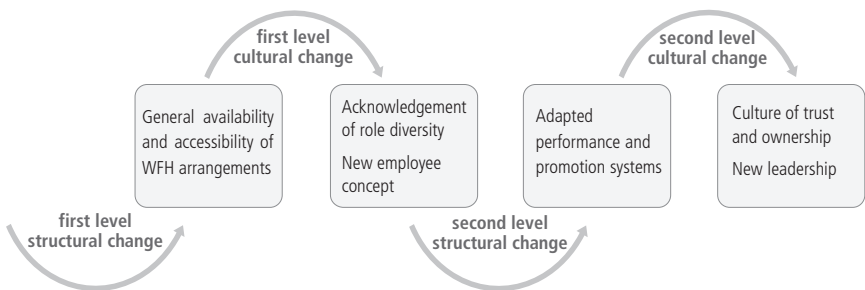 first level
cultural change
second level
cultural change
General availability
and accessibility of
WFH arrangements
Acknowledgement
of role diversity
New employee
concept
Adapted
performance and
promotion systems
Culture of trust
and ownership
New leadership
first level
structural change
second level
structural change